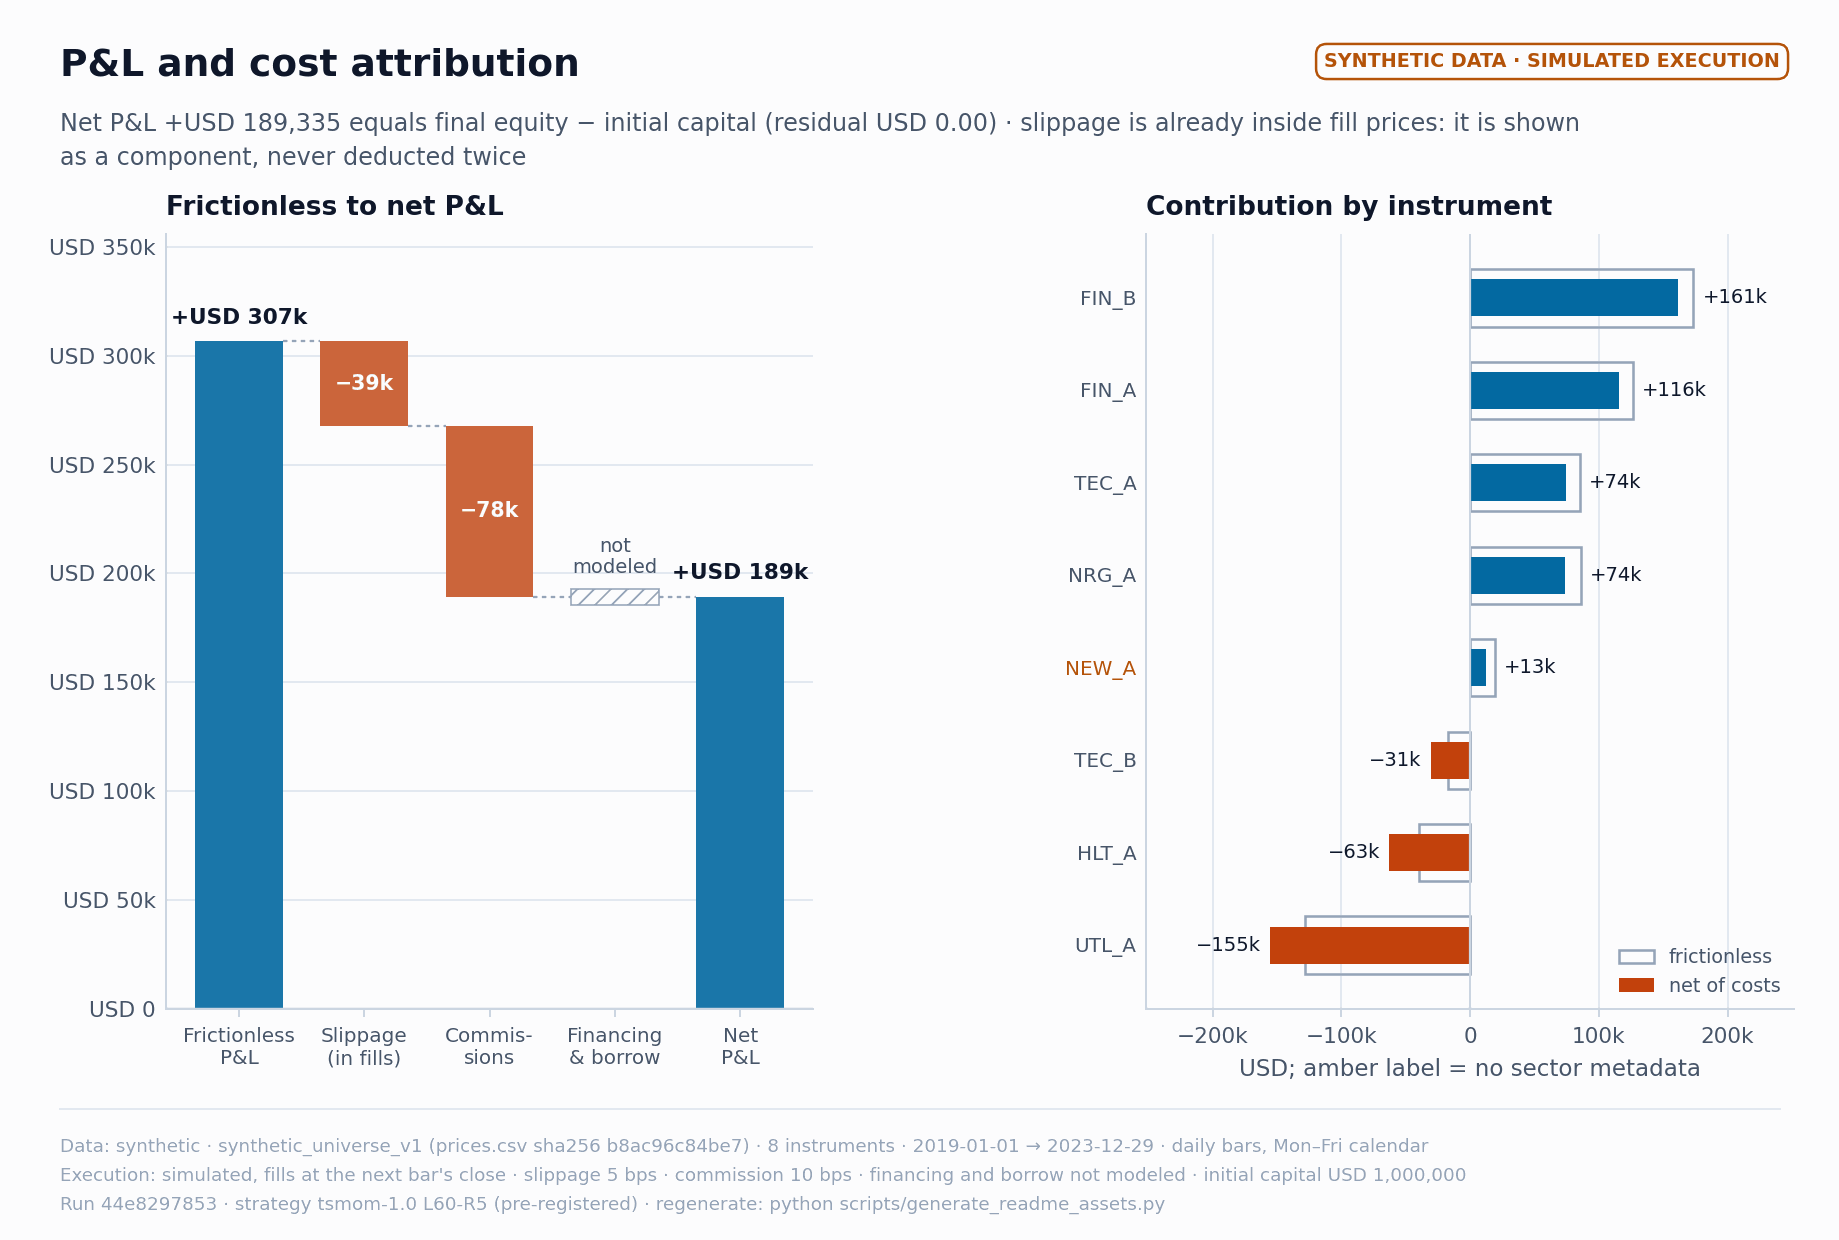 P&L and cost attribution
SYNTHETIC DATA · SIMULATED EXECUTION
Net P&L +USD 189,335 equals final equity − initial capital (residual USD 0.00) · slippage is already inside fill prices: it is shown
as a component, never deducted twice
Frictionless to net P&L
USD 350k
USD 300k
USD 250k
USD 200k
USD 150k
USD 100k
USD 50k
USD 0
+USD 307k
−39k
−78k
not
modeled
+USD 189k
Frictionless
P&L
Slippage
(in fills)
Commis-
sions
Financing
& borrow
Net
P&L
Contribution by instrument
FIN_B
+161k
FIN_A
+116k
TEC_A
+74k
NRG_A
+74k
NEW_A
+13k
TEC_B
−31k
HLT_A
−63k
UTL_A
−155k
frictionless
net of costs
−200k
−100k
0
100k
200k
USD; amber label = no sector metadata
Data: synthetic · synthetic_universe_v1 (prices.csv sha256 b8ac96c84be7) · 8 instruments · 2019-01-01 → 2023-12-29 · daily bars, Mon–Fri calendar
Execution: simulated, fills at the next bar's close · slippage 5 bps · commission 10 bps · financing and borrow not modeled · initial capital USD 1,000,000
Run 44e8297853 · strategy tsmom-1.0 L60-R5 (pre-registered) · regenerate: python scripts/generate_readme_assets.py